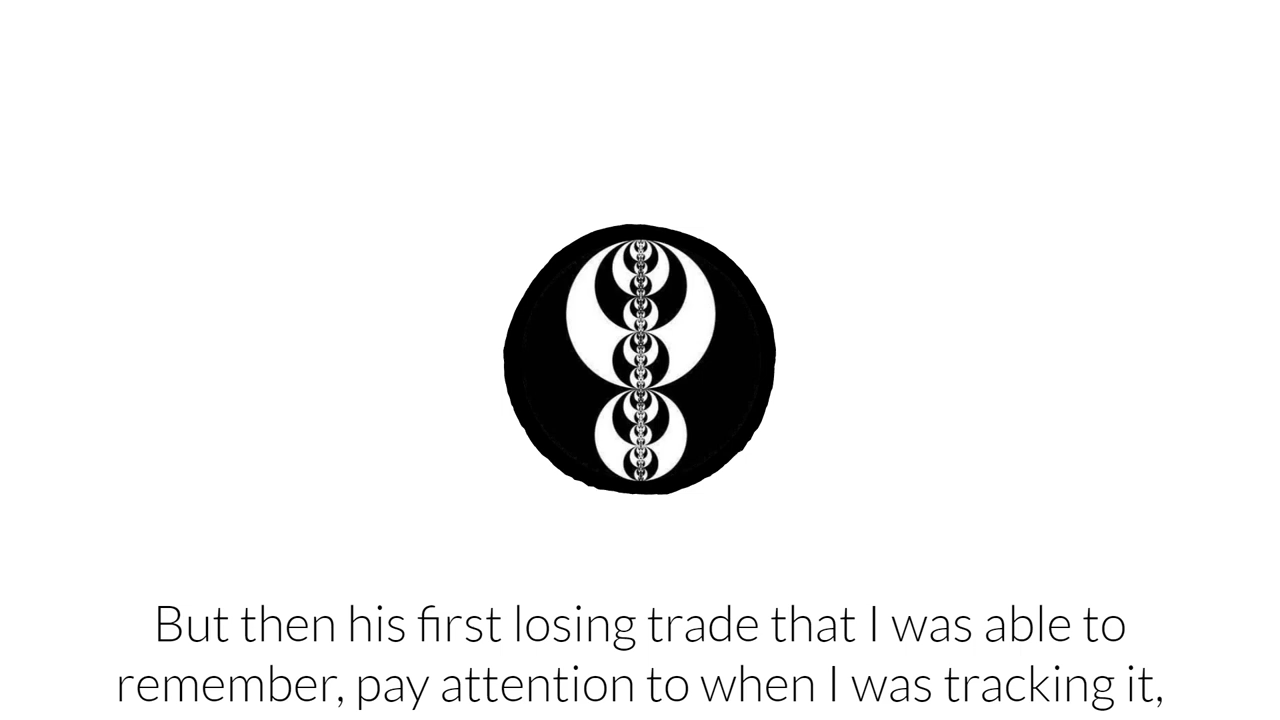 But then his first losing trade that I was able to
remember, pay attention to when I was tracking it,